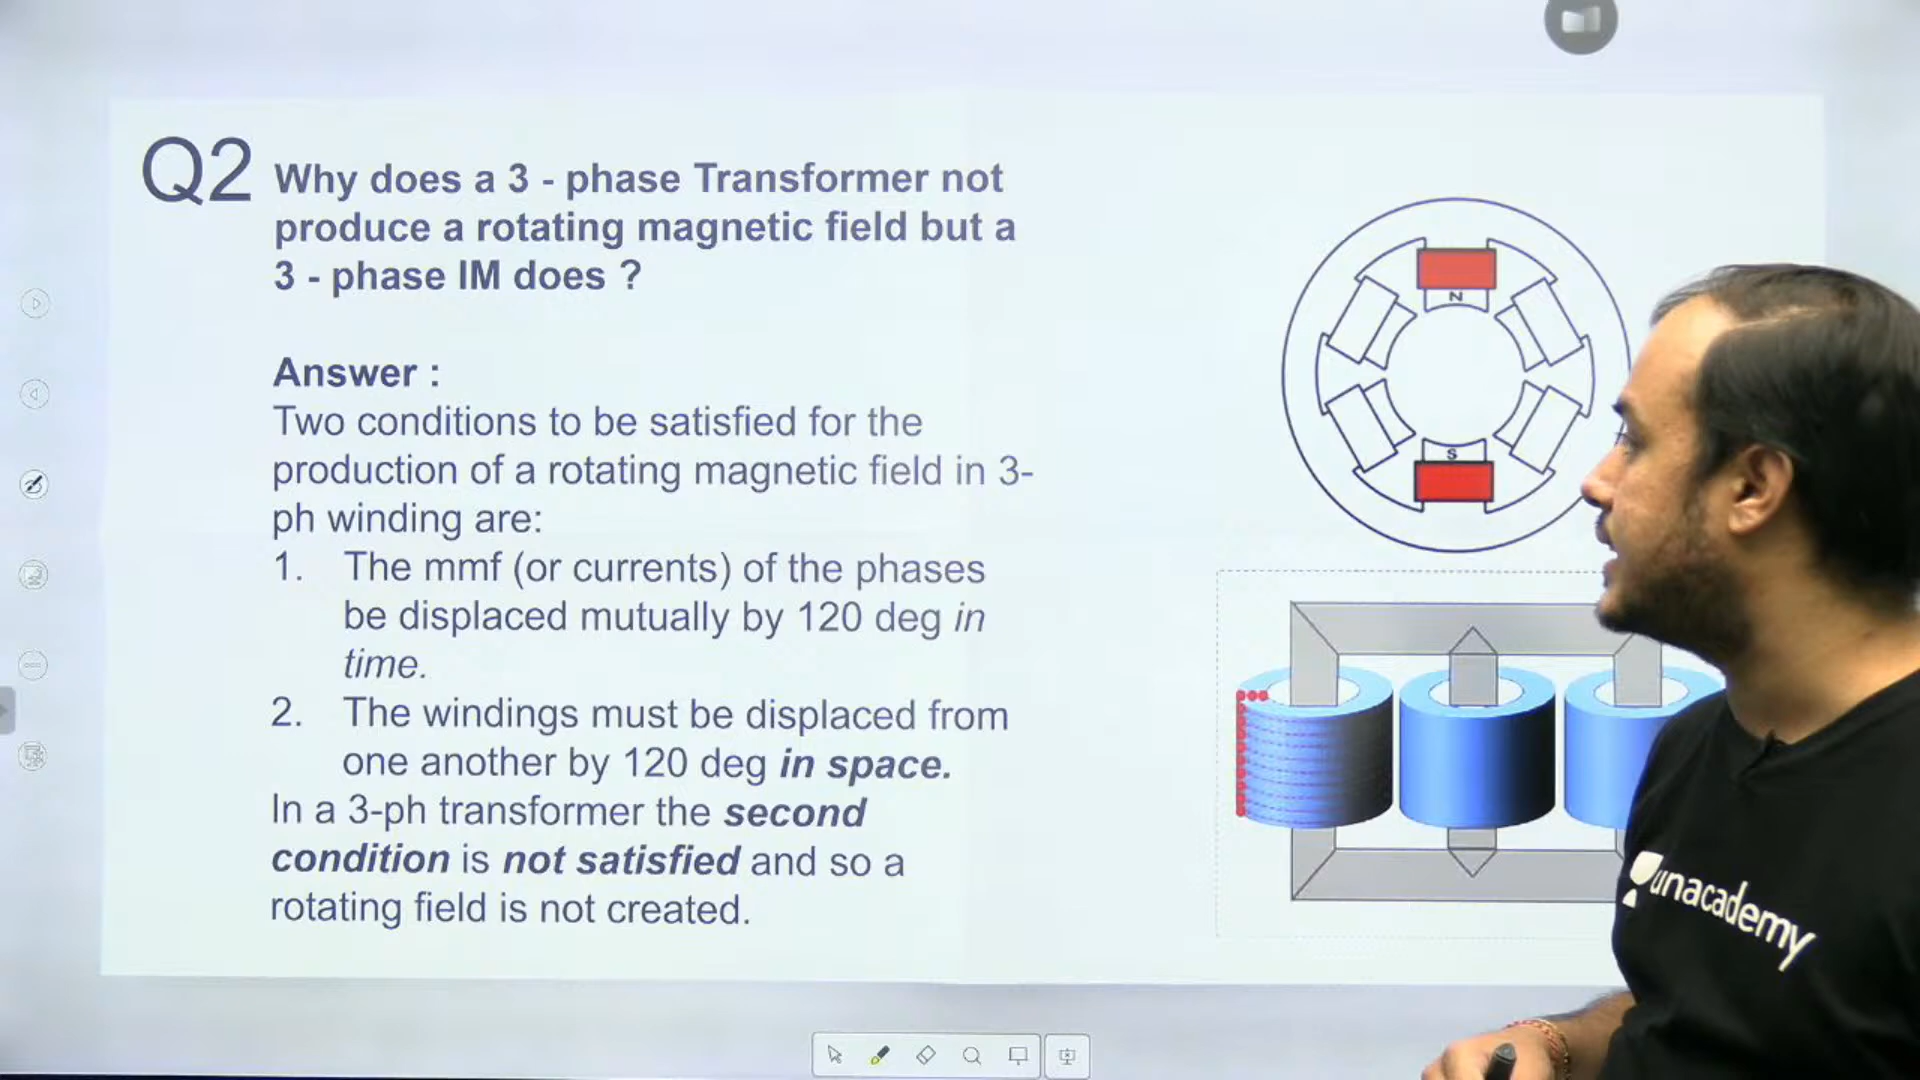 Q2
Why does a 3 - phase Transformer not
produce a rotating magnetic field but a
3 - phase IM does ?
Answer :
Two conditions to be satisfied for the
production of a rotating magnetic field in 3-
ph winding are:
1. The mmf (or currents) of the phases
be displaced mutually by 120 deg in
time.
2. The windings must be displaced from
one another by 120 deg in space.
In a 3-ph transformer the second
condition is not satisfied and so a
rotating field is not created.
N
S
unacademy